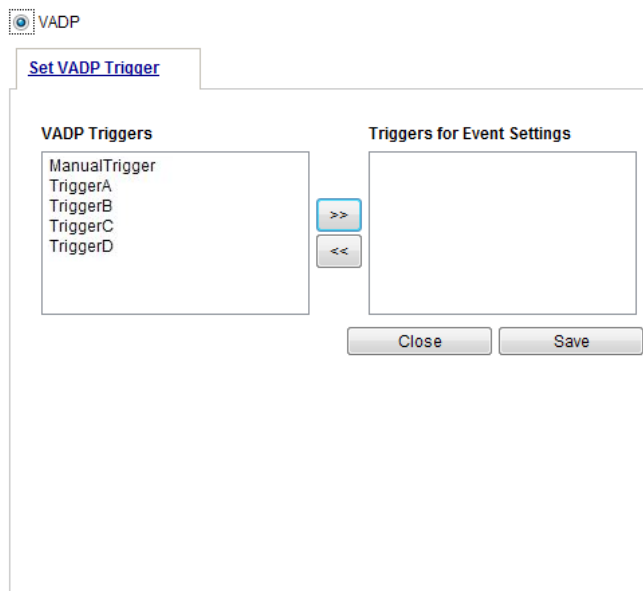 VADP
Set VADP Trigger
VADP Triggers
Triggers for Event Settings
ManualTrigger
TriggerA
TriggerB
TriggerC
TriggerD
>>
<<
Close
Save